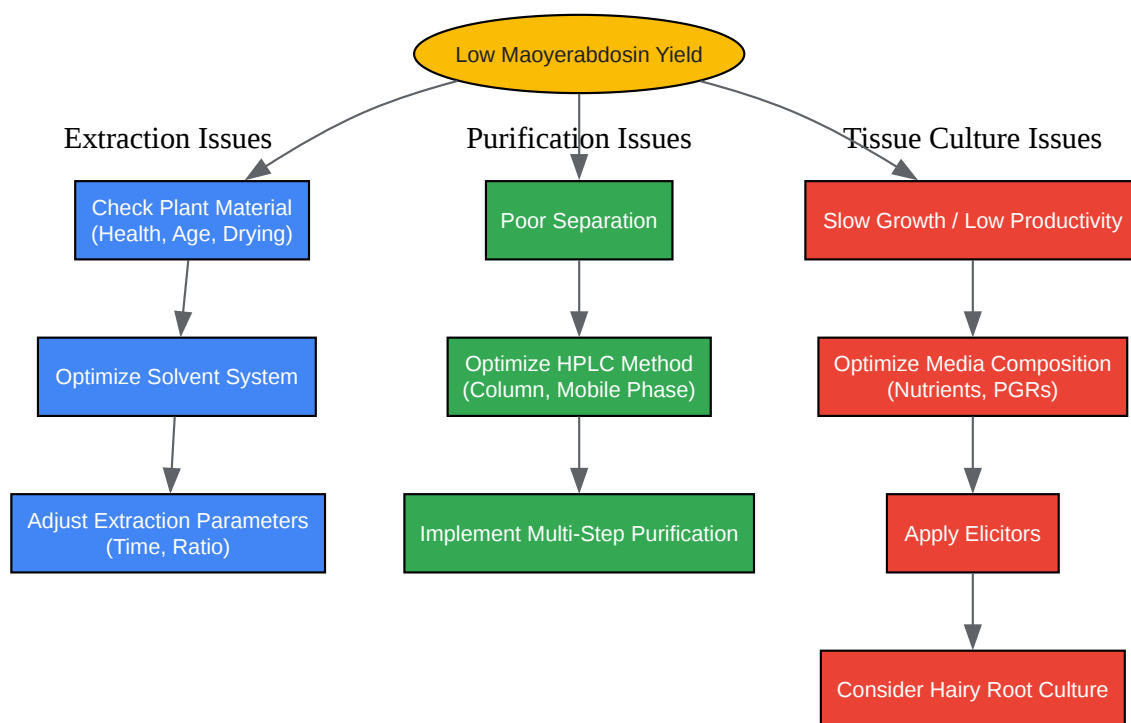 Low Maoyerabdosin Yield
Extraction Issues
Purification Issues
Tissue Culture Issues
Check Plant Material
(Health, Age, Drying)
Poor Separation
Slow Growth / Low Productivity
Optimize Solvent System
Optimize HPLC Method
(Column, Mobile Phase)
Optimize Media Composition
(Nutrients, PGRs)
Adjust Extraction Parameters
(Time, Ratio)
Implement Multi-Step Purification
Apply Elicitors
Consider Hairy Root Culture